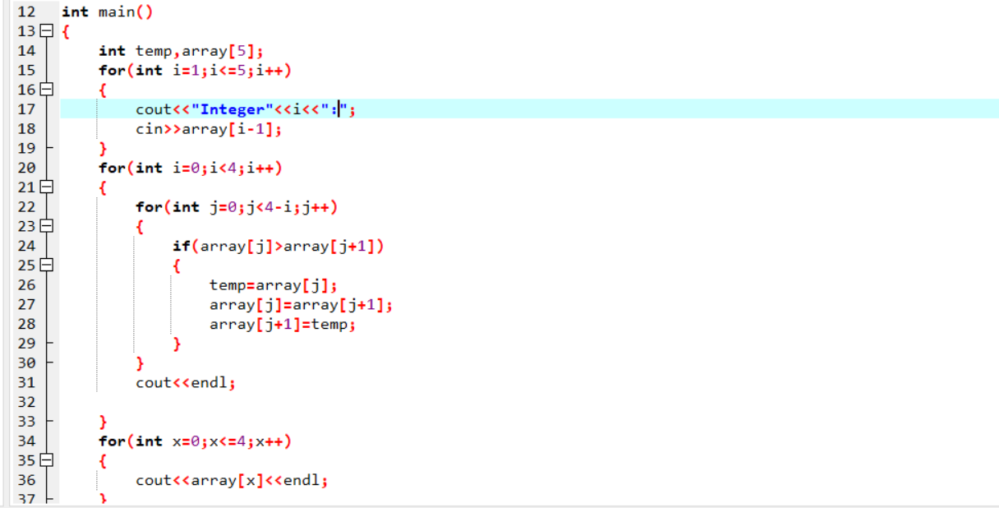 12 int main()
13 {
14 int temp,array[5];
15 for(int i=1;i<=5;i++)
16 {
17 cout<<"Integer"<<i<<":";
18 cin>>array[i-1];
19 }
20 for(int i=0;i<4;i++)
21 {
22 for(int j=0;j<4-i;j++)
23 {
24 if(array[j]>array[j+1])
25 {
26 temp=array[j];
27 array[j]=array[j+1];
28 array[j+1]=temp;
29 }
30 }
31 cout<<endl;
32
33 }
34 for(int x=0;x<=4;x++)
35 {
36 cout<<array[x]<<endl;
37 }